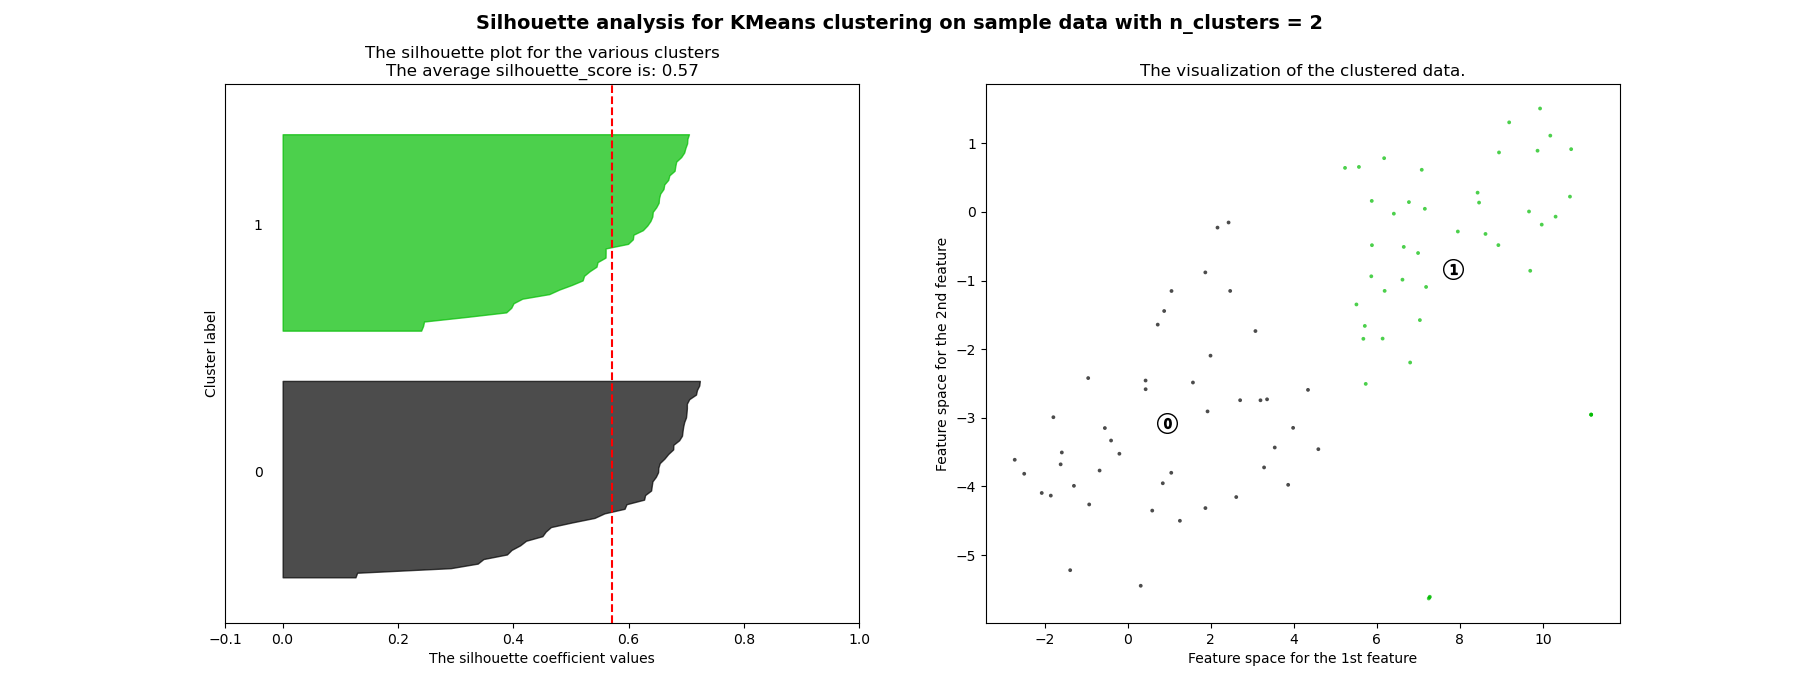 Silhouette analysis for KMeans clustering on sample data with n_clusters = 2
The silhouette plot for the various clusters
The average silhouette_score is: 0.57
1
0
Cluster label
−0.1 0.0 0.2 0.4 0.6 0.8 1.0
The silhouette coefficient values
The visualization of the clustered data.
1
0
−1
−2
−3
−4
−5
Feature space for the 2nd feature
1
0
−2 0 2 4 6 8 10
Feature space for the 1st feature